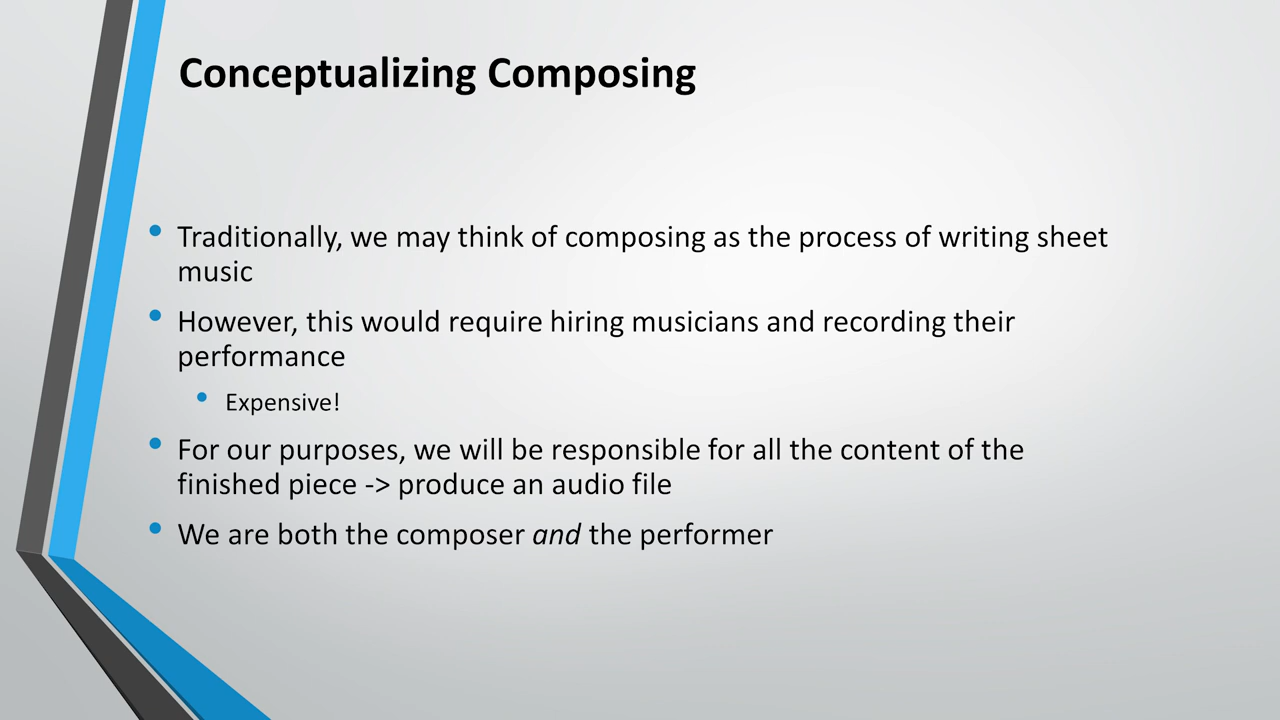 Conceptualizing Composing
• Traditionally, we may think of composing as the process of writing sheet
music
• However, this would require hiring musicians and recording their
performance
• Expensive!
• For our purposes, we will be responsible for all the content of the
finished piece -> produce an audio file
• We are both the composer and the performer